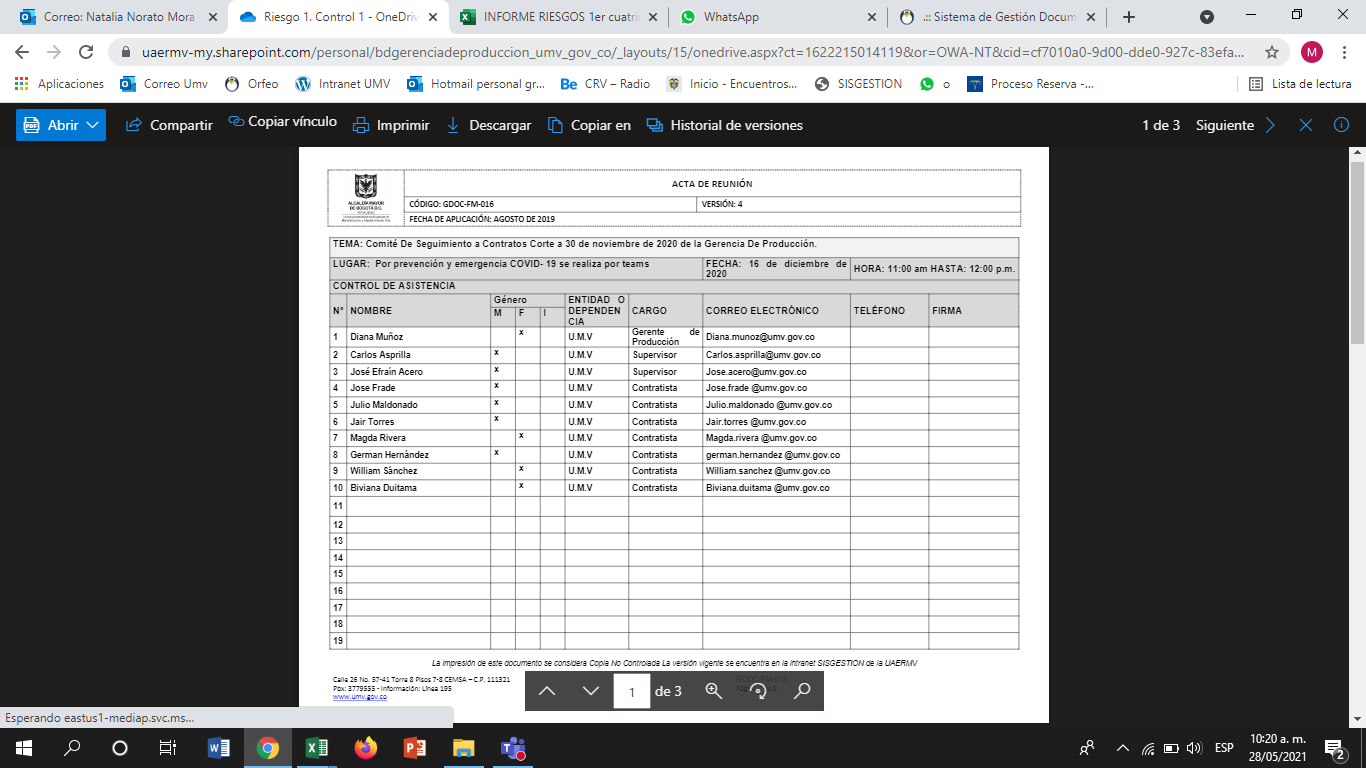 Correo: Natalia Norato Mora
Riesgo 1. Control 1 - OneDriv
INFORME RIESGOS 1er cuatri
WhatsApp
.:: Sistema de Gestión Docum
uaermv-my.sharepoint.com/personal/bdgerenciadeproduccion_umv_gov_co/_layouts/15/onedrive.aspx?ct=1622215014119&or=OWA-NT&cid=cf7010a0-9d00-dde0-927c-83efa...
M
Aplicaciones
Correo Umv
Orfeo
Intranet UMV
Hotmail personal gr...
Be CRV – Radio
Inicio - Encuentros...
SISGESTION
o
Proceso Reserva -...
Lista de lectura
Abrir
Compartir
Copiar vínculo
Imprimir
Descargar
Copiar en
Historial de versiones
1 de 3
Siguiente
ALCALDÍA MAYOR
DE BOGOTÁ D.C.
ACTA DE REUNIÓN
CÓDIGO: GDOC-FM-016
VERSIÓN: 4
FECHA DE APLICACIÓN: AGOSTO DE 2019
TEMA: Comité De Seguimiento a Contratos Corte a 30 de noviembre de 2020 de la Gerencia De Producción.
LUGAR: Por prevención y emergencia COVID- 19 se realiza por teams
FECHA: 16 de diciembre de
2020
HORA: 11:00 am HASTA: 12:00 p.m.
CONTROL DE ASISTENCIA
N° NOMBRE
Género
M F I
ENTIDAD O
DEPENDEN
CIA
CARGO
CORREO ELECTRÓNICO
TELÉFONO
FIRMA
1 Diana Muñoz x U.M.V Gerente de
Producción Diana.munoz@umv.gov.co
2 Carlos Asprilla x U.M.V Supervisor Carlos.asprilla@umv.gov.co
3 José Efraín Acero x U.M.V Supervisor Jose.acero@umv.gov.co
4 Jose Frade x U.M.V Contratista Jose.frade @umv.gov.co
5 Julio Maldonado x U.M.V Contratista Julio.maldonado @umv.gov.co
6 Jair Torres x U.M.V Contratista Jair.torres @umv.gov.co
7 Magda Rivera x U.M.V Contratista Magda.rivera @umv.gov.co
8 German Hernández x U.M.V Contratista german.hernandez @umv.gov.co
9 William Sánchez x U.M.V Contratista William.sanchez @umv.gov.co
10 Biviana Duitama x U.M.V Contratista Biviana.duitama @umv.gov.co
11
12
13
14
15
16
17
18
19
La impresión de este documento se considera Copia No Controlada La versión vigente se encuentra en la intranet SISGESTION de la UAERMV
Calle 26 No. 57-41 Torre 8 Pisos 7-8 CEMSA – C.P. 111321
Pbx: 3779555 - Información: Línea 195
www.umv.gov.co
1 de 3
Esperando eastus1-mediap.svc.ms...
ESP
10:20 a. m.
28/05/2021
2